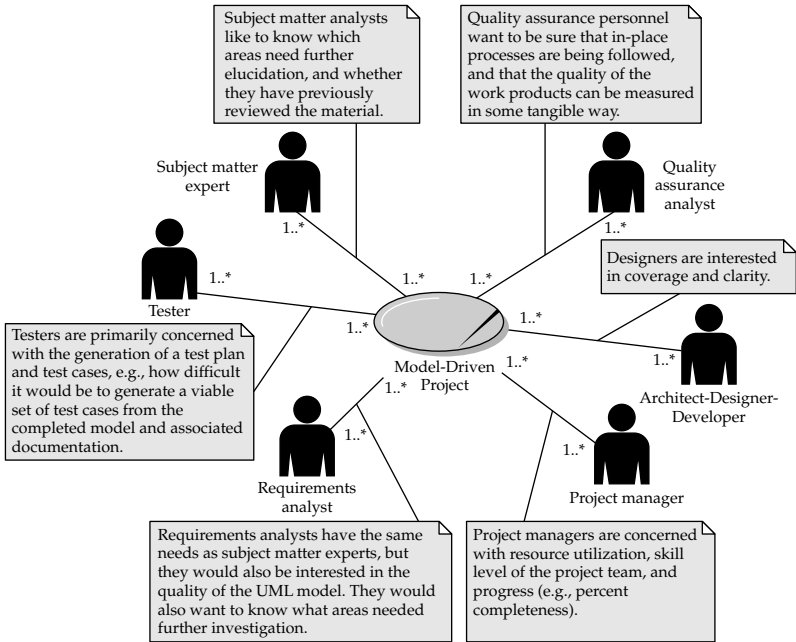 Subject matter analysts
like to know which
areas need further
elucidation, and whether
they have previously
reviewed the material.
Quality assurance personnel
want to be sure that in-place
processes are being followed,
and that the quality of the
work products can be measured
in some tangible way.
Subject matter
expert
Quality
assurance
analyst
1..*
1..*
Designers are interested
in coverage and clarity.
1..*
1..*
1..*
Tester
1..*
1..*
1..*
Testers are primarily concerned
with the generation of a test plan
and test cases, e.g., how difficult
it would be to generate a viable
set of test cases from the
completed model and associated
documentation.
Model-Driven
Project
1..*
1..*
Architect-Designer-
Developer
1..*
1..*
Requirements
analyst
Project manager
Requirements analysts have the same
needs as subject matter experts, but
they would also be interested in the
quality of the UML model. They would
also want to know what areas needed
further investigation.
Project managers are concerned
with resource utilization, skill
level of the project team, and
progress (e.g., percent
completeness).